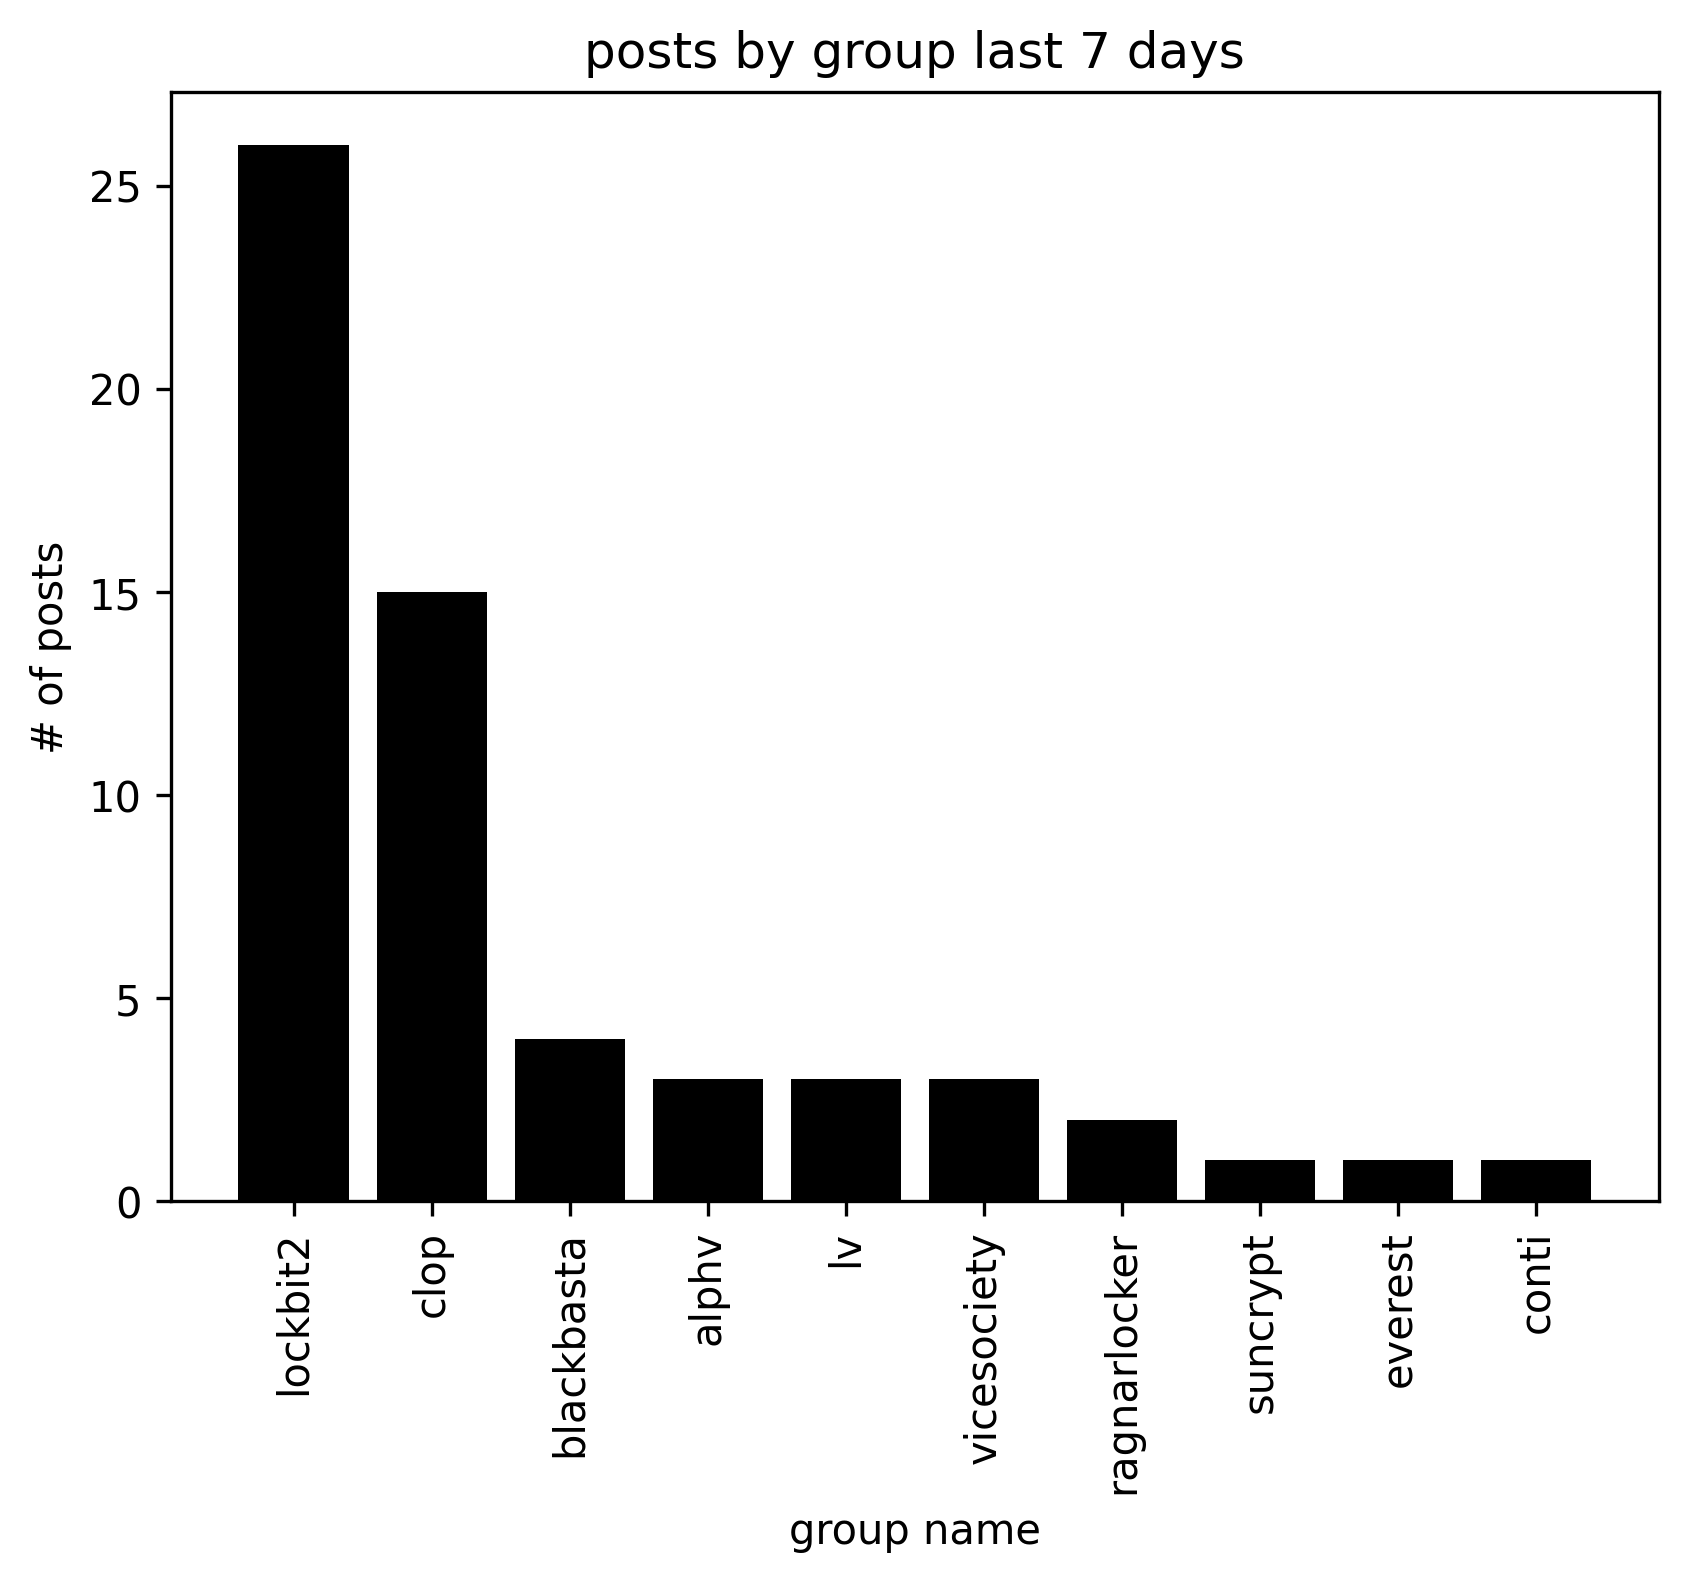 posts by group last 7 days
# of posts
25
20
15
10
5
0
lockbit2
clop
blackbasta
alphv
lv
vicesociety
ragnarlocker
suncrypt
everest
conti
group name